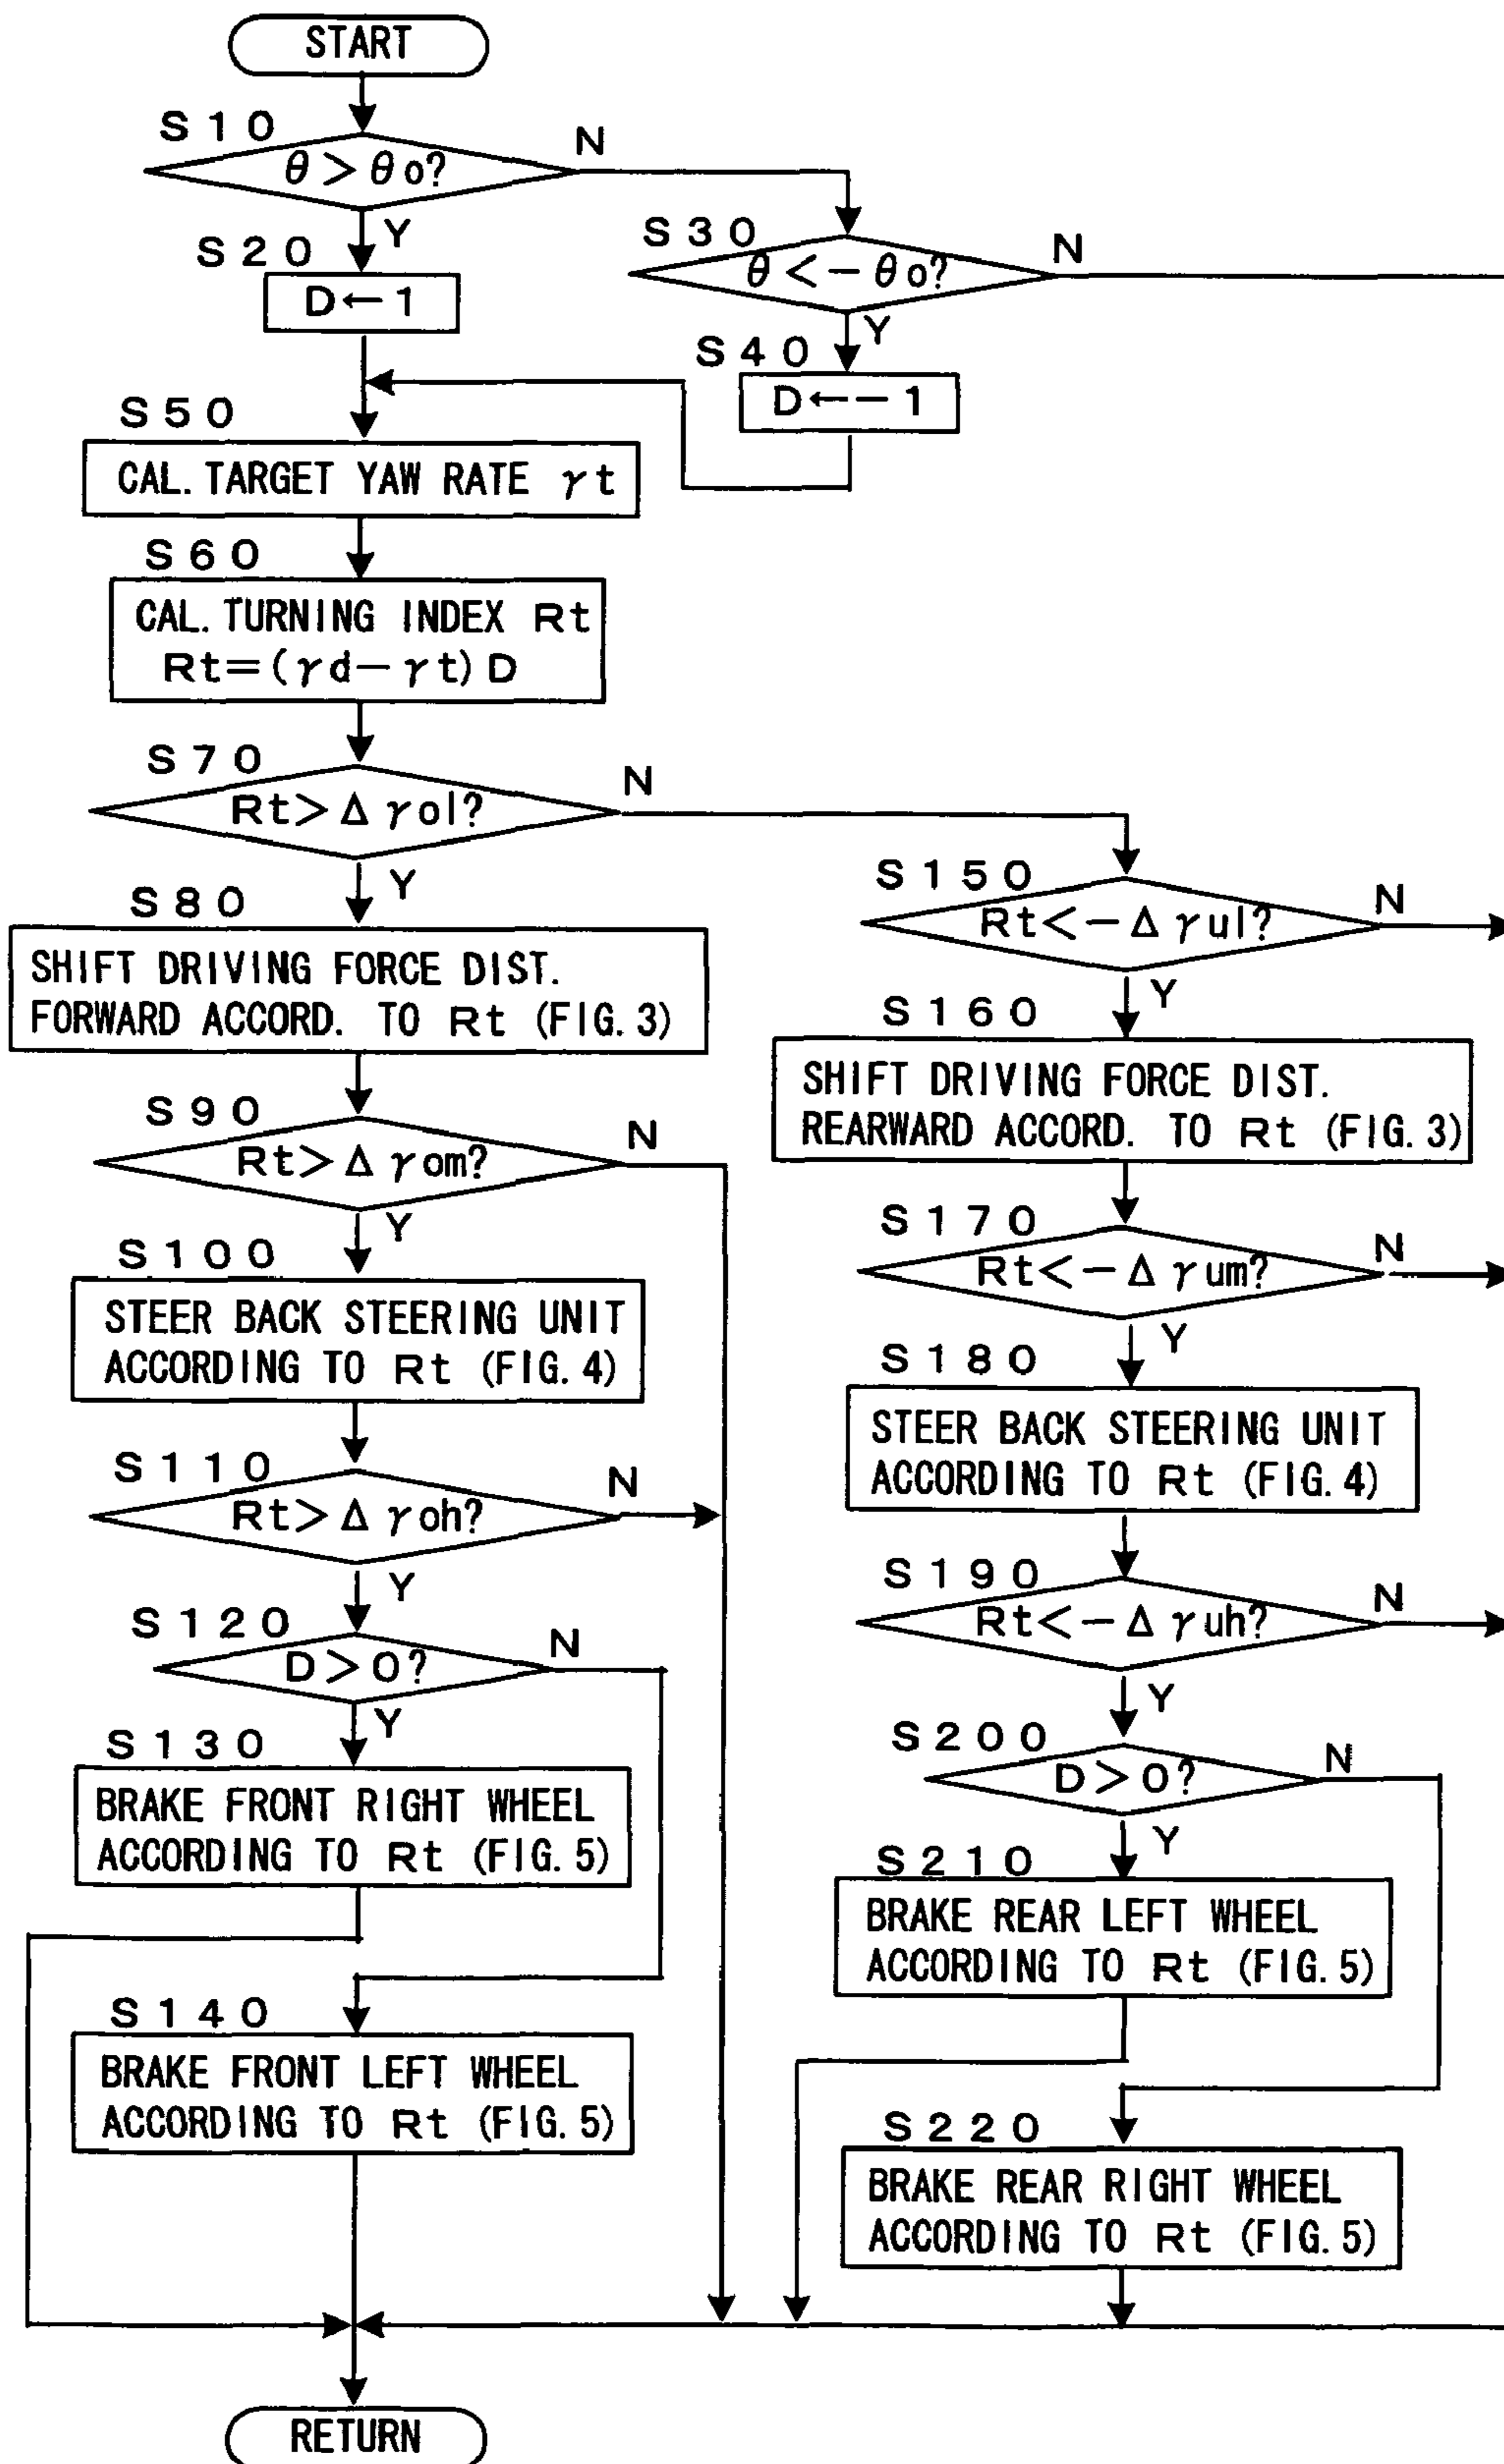 START
S10
N
θ > θo?
Y
S20
D←1
S30
N
θ < −θo?
Y
S40
D←−1
S50
CAL. TARGET YAW RATE γt
S60
CAL. TURNING INDEX Rt
Rt=(γd−γt)D
S70
N
Rt> Δγol?
Y
S80
SHIFT DRIVING FORCE DIST.
FORWARD ACCORD. TO Rt (FIG. 3)
S90
N
Rt> Δγom?
Y
S100
STEER BACK STEERING UNIT
ACCORDING TO Rt (FIG. 4)
S110
N
Rt> Δγoh?
Y
S120
N
D>0?
Y
S130
BRAKE FRONT RIGHT WHEEL
ACCORDING TO Rt (FIG. 5)
S140
BRAKE FRONT LEFT WHEEL
ACCORDING TO Rt (FIG. 5)
S150
N
Rt<−Δγul?
Y
S160
SHIFT DRIVING FORCE DIST.
REARWARD ACCORD. TO Rt (FIG. 3)
S170
N
Rt<−Δγum?
Y
S180
STEER BACK STEERING UNIT
ACCORDING TO Rt (FIG. 4)
S190
N
Rt<−Δγuh?
Y
S200
N
D>0?
Y
S210
BRAKE REAR LEFT WHEEL
ACCORDING TO Rt (FIG. 5)
S220
BRAKE REAR RIGHT WHEEL
ACCORDING TO Rt (FIG. 5)
RETURN